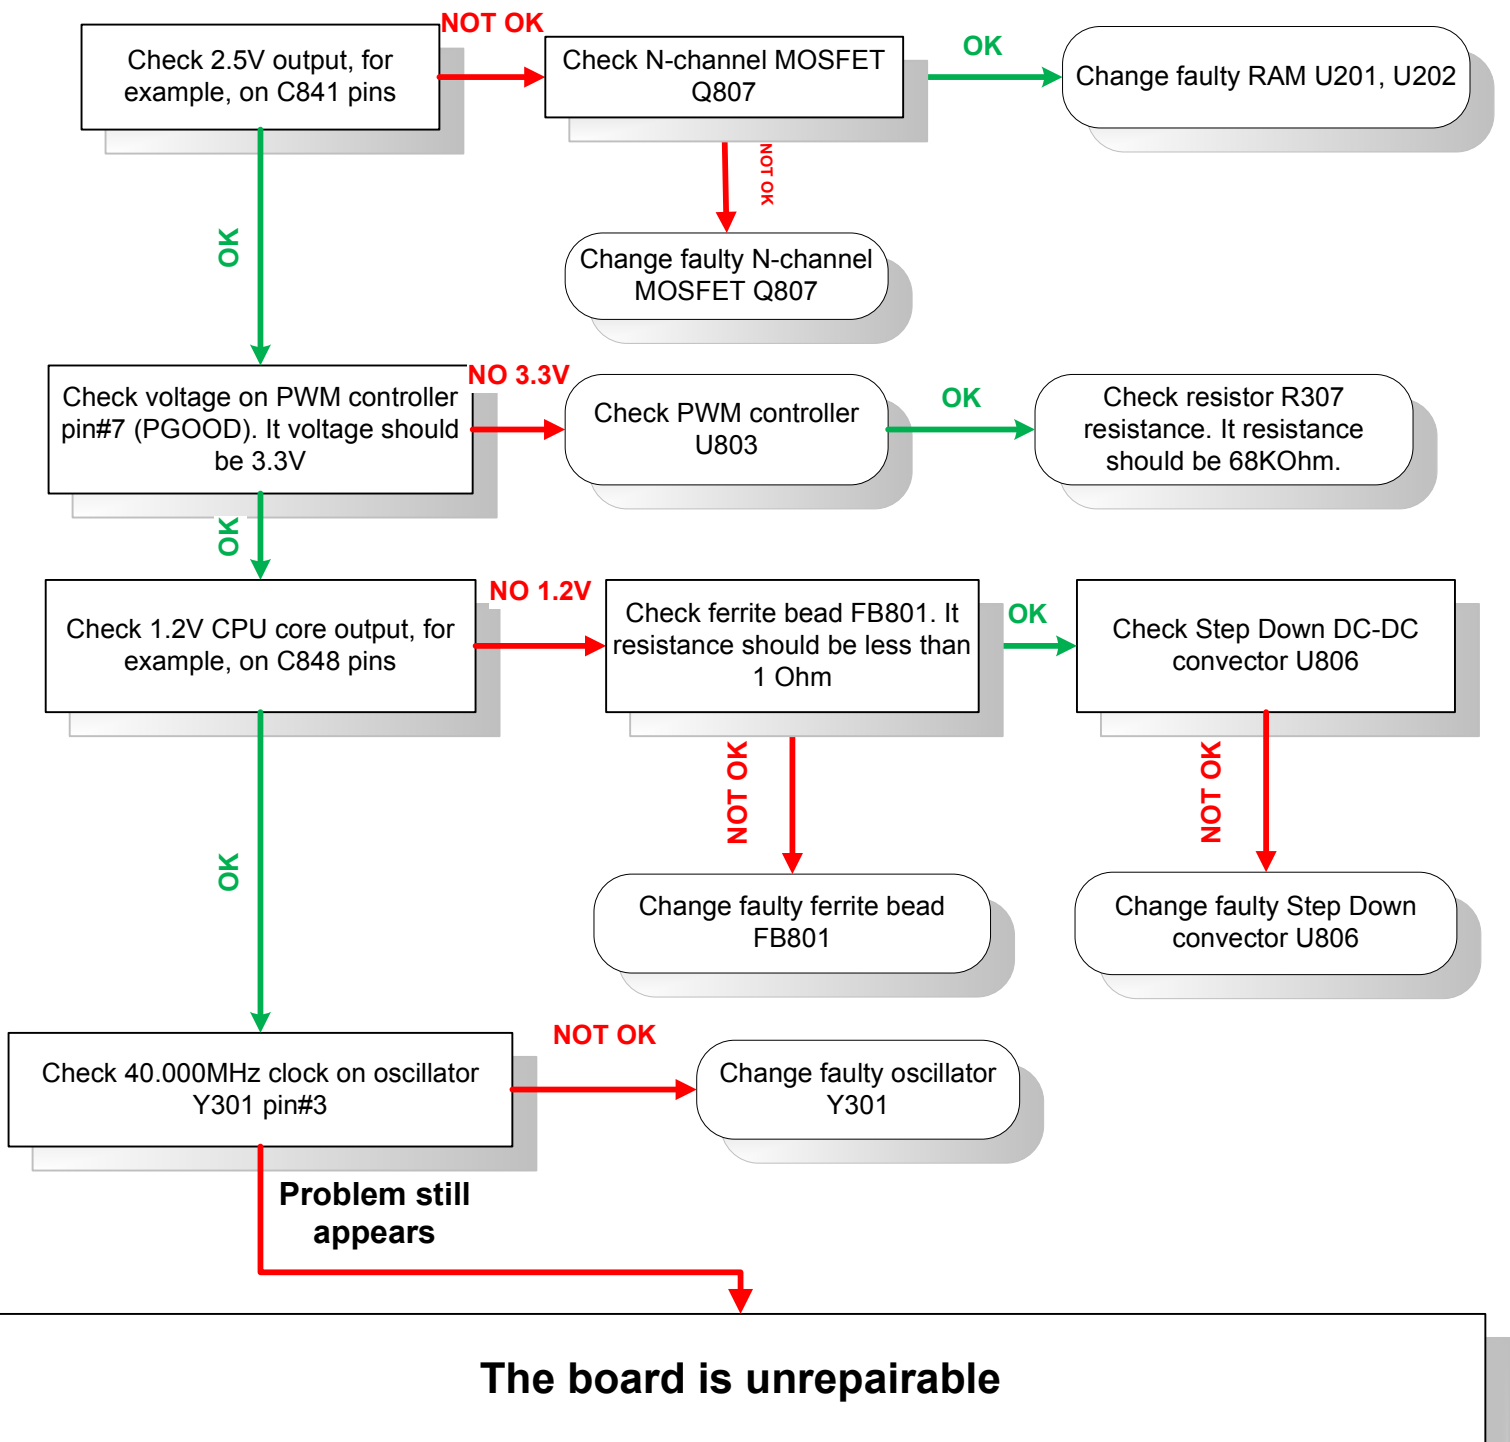 NOT OK
Check 2.5V output, for
example, on C841 pins
Check N-channel MOSFET
Q807
OK
Change faulty RAM U201, U202
NOT OK
OK
Change faulty N-channel
MOSFET Q807
Check voltage on PWM controller
pin#7 (PGOOD). It voltage should
be 3.3V
NO 3.3V
Check PWM controller
U803
OK
Check resistor R307
resistance. It resistance
should be 68KOhm.
OK
Check 1.2V CPU core output, for
example, on C848 pins
NO 1.2V
Check ferrite bead FB801. It
resistance should be less than
1 Ohm
OK
Check Step Down DC-DC
convector U806
NOT OK
NOT OK
OK
Change faulty ferrite bead
FB801
Change faulty Step Down
convector U806
Check 40.000MHz clock on oscillator
Y301 pin#3
NOT OK
Change faulty oscillator
Y301
Problem still
appears
The board is unrepairable